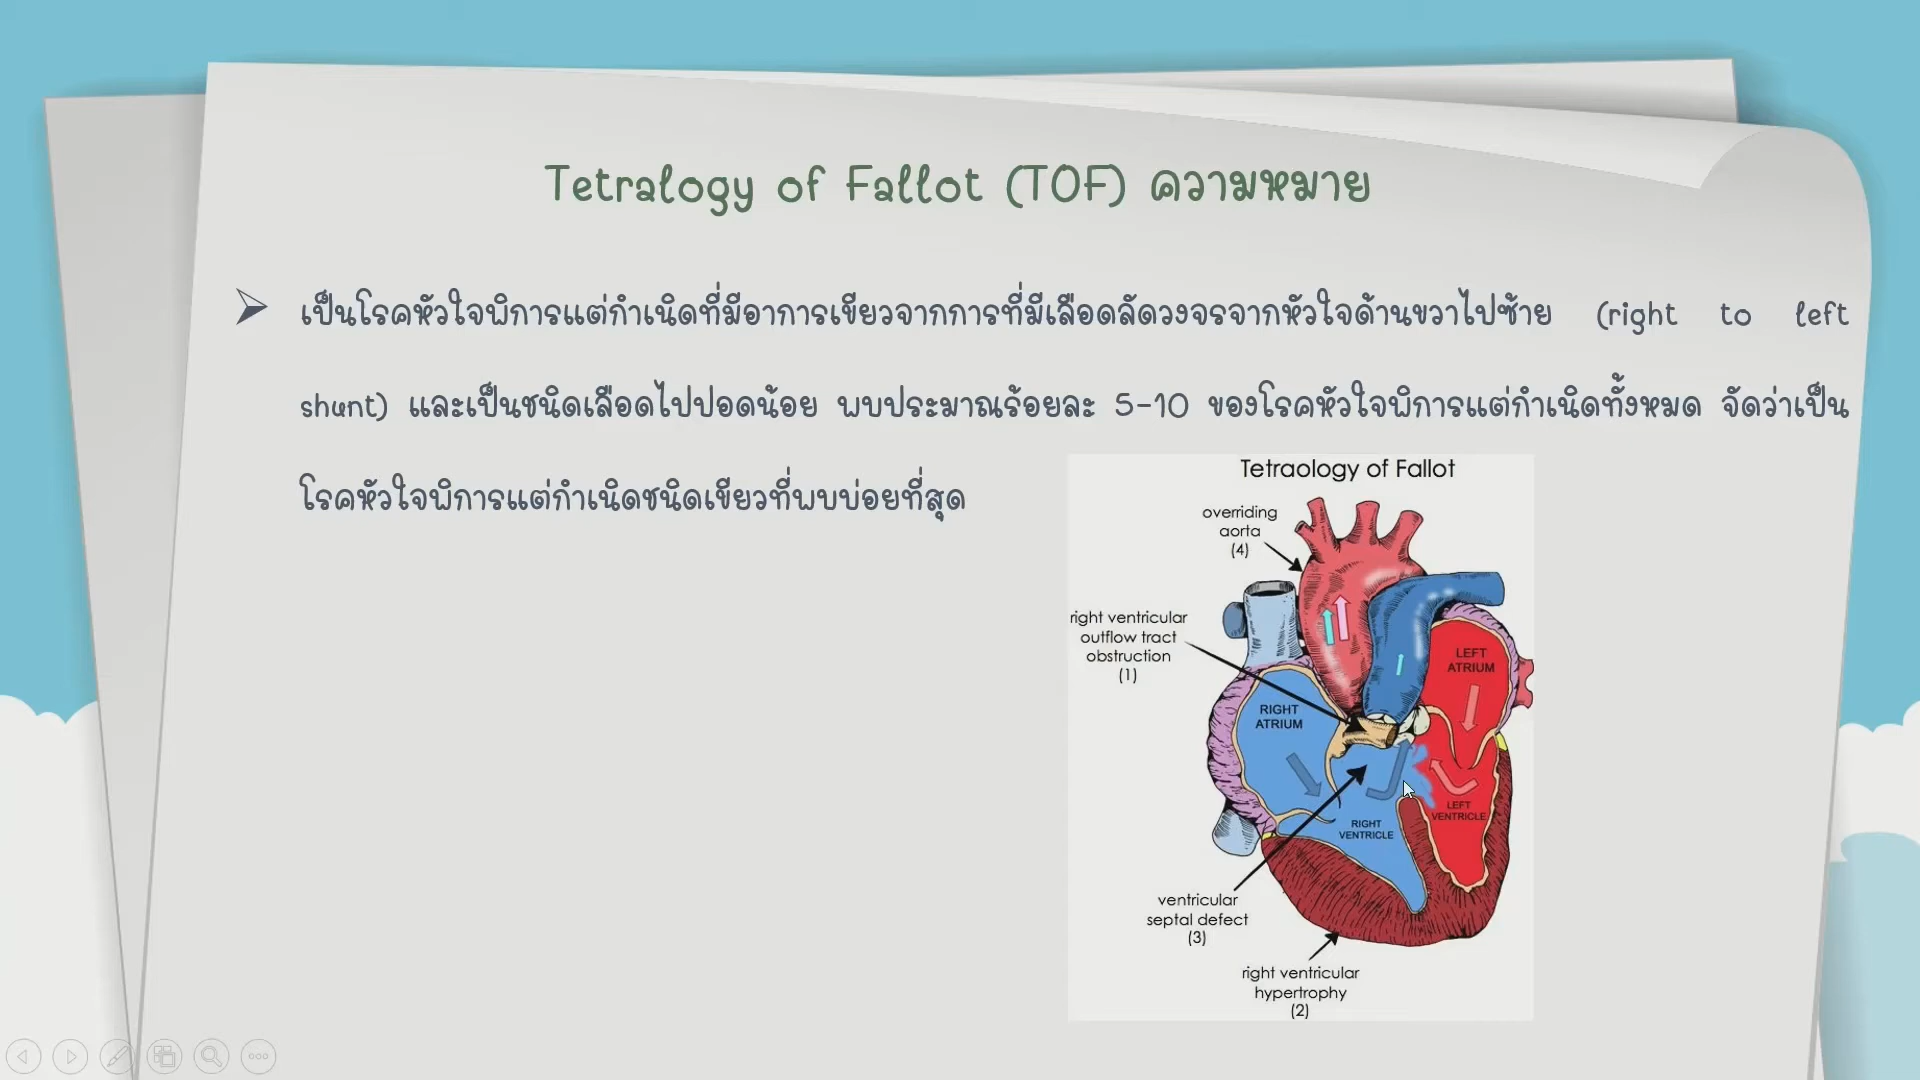 Tetralogy of Fallot (TOF) ความหมาย
เป็นโรคหัวใจพิการแต่กำเนิดที่มีอาการเขียวจากการที่มีเลือดลัดวงจรจากหัวใจด้านขวาไปซ้าย (right to left
shunt) และเป็นชนิดเลือดไปปอดน้อย พบประมาณร้อยละ 5-10 ของโรคหัวใจพิการแต่กำเนิดทั้งหมด จัดว่าเป็น
โรคหัวใจพิการแต่กำเนิดชนิดเขียวที่พบบ่อยที่สุด
Tetraology of Fallot
overriding
aorta
(4)
right ventricular
outflow tract
obstruction
(1)
LEFT
ATRIUM
RIGHT
ATRIUM
LEFT
VENTRICLE
RIGHT
VENTRICLE
ventricular
septal defect
(3)
right ventricular
hypertrophy
(2)